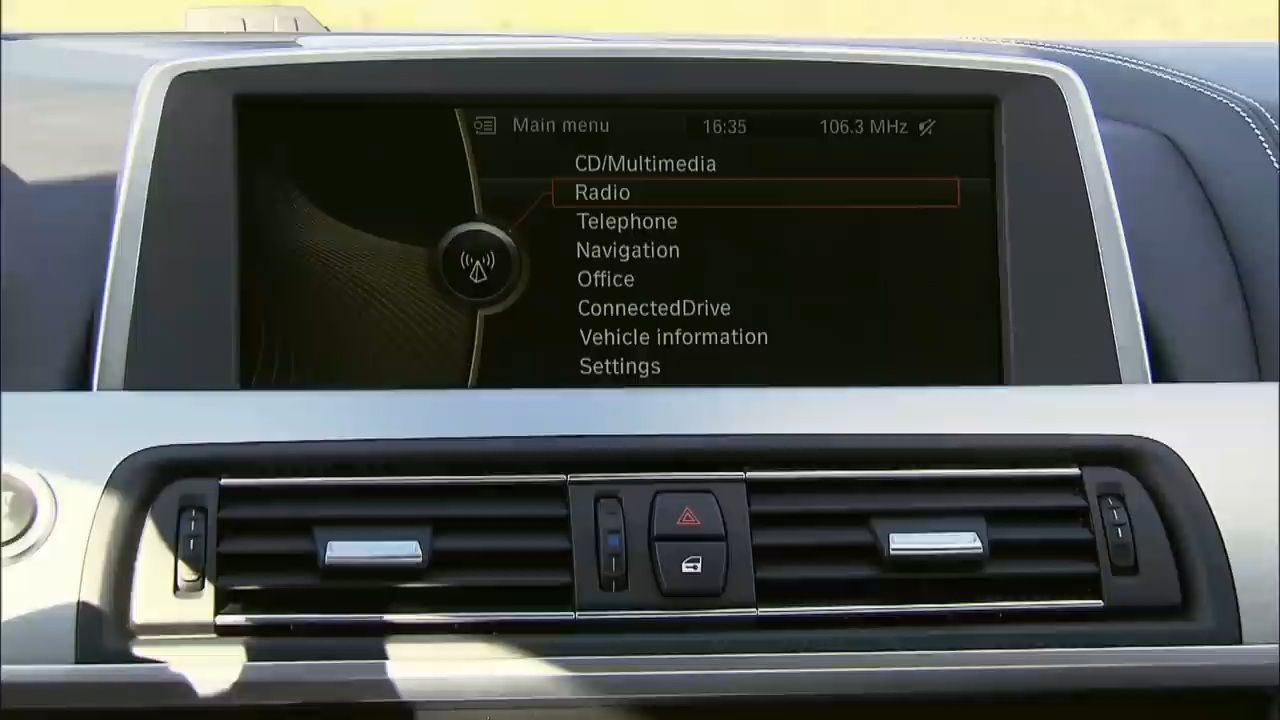 Main menu 16:35 106.3 MHz
CD/Multimedia
Radio
Telephone
Navigation
Office
ConnectedDrive
Vehicle information
Settings